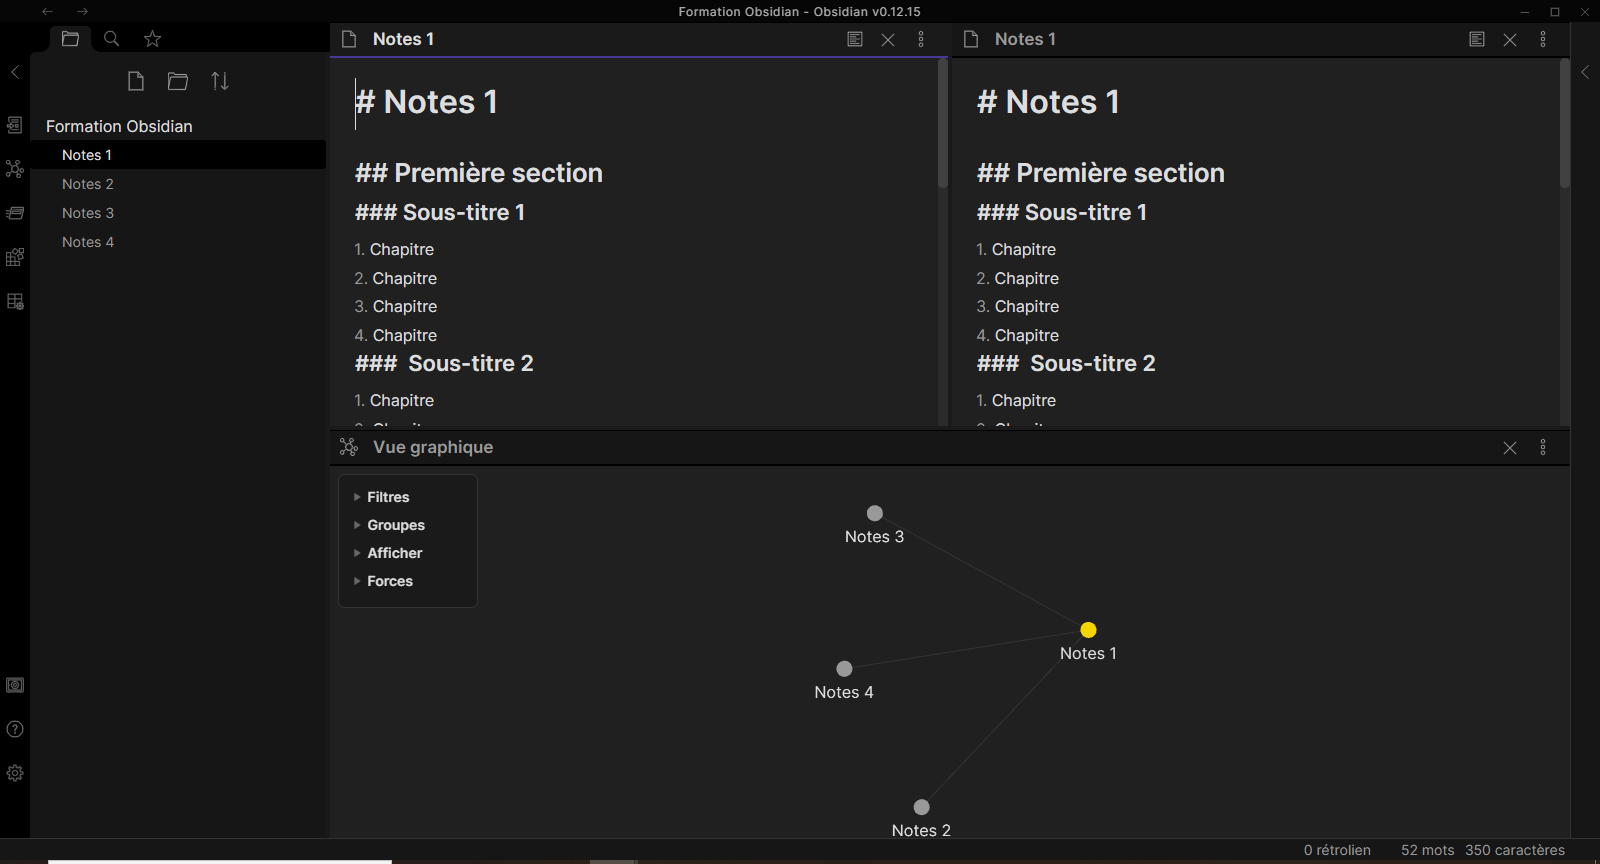 Formation Obsidian - Obsidian v0.12.15
Formation Obsidian
Notes 1
Notes 2
Notes 3
Notes 4
Notes 1
# Notes 1
## Première section
### Sous-titre 1
1. Chapitre
2. Chapitre
3. Chapitre
4. Chapitre
### Sous-titre 2
1. Chapitre
Notes 1
# Notes 1
## Première section
### Sous-titre 1
1. Chapitre
2. Chapitre
3. Chapitre
4. Chapitre
### Sous-titre 2
1. Chapitre
Vue graphique
Filtres
Groupes
Afficher
Forces
Notes 3
Notes 1
Notes 4
Notes 2
0 rétrolien 52 mots 350 caractères